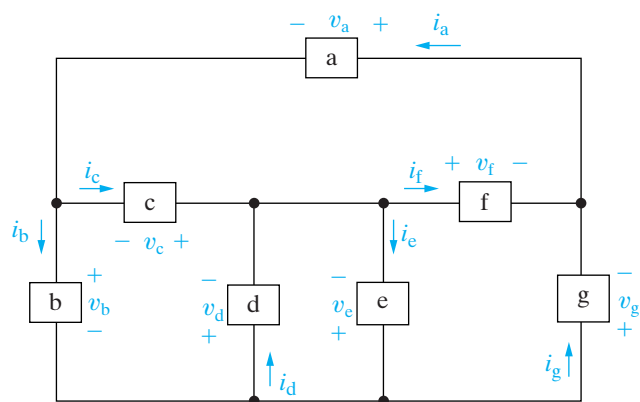 − v_a + i_a
a
i_c i_f + v_f −
c f
i_b − v_c + i_e
+ − − −
b v_b v_d d v_e e g v_g
− + + +
i_d i_g